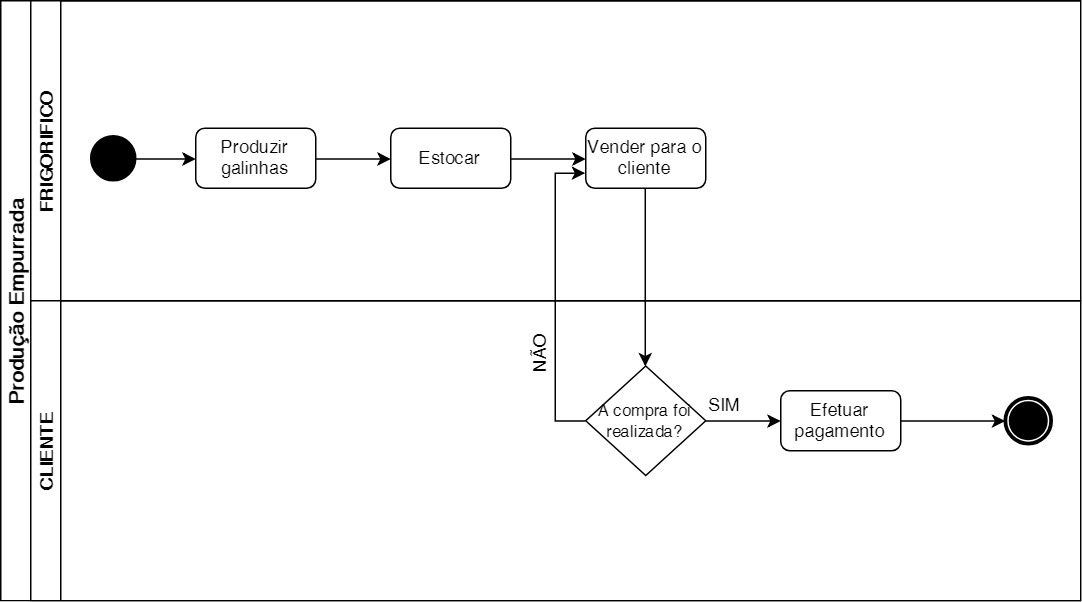 Produção Empurrada
FRIGORIFICO
Produzir
galinhas
Estocar
Vender para o
cliente
CLIENTE
NÃO
A compra foi
realizada?
SIM
Efetuar
pagamento